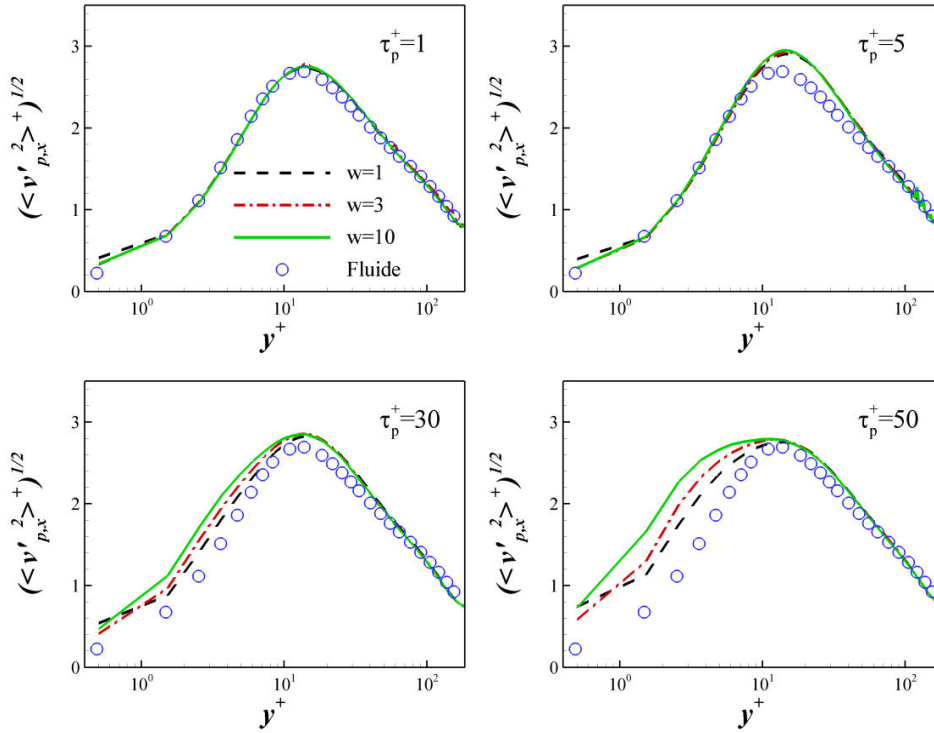 τp+=1
(<v'p,x2>+)1/2
3
2
1
0
w=1
w=3
w=10
Fluide
10^0
10^1
10^2
y+
τp+=5
(<v'p,x2>+)1/2
3
2
1
0
10^0
10^1
10^2
y+
τp+=30
(<v'p,x2>+)1/2
3
2
1
0
10^0
10^1
10^2
y+
τp+=50
(<v'p,x2>+)1/2
3
2
1
0
10^0
10^1
10^2
y+